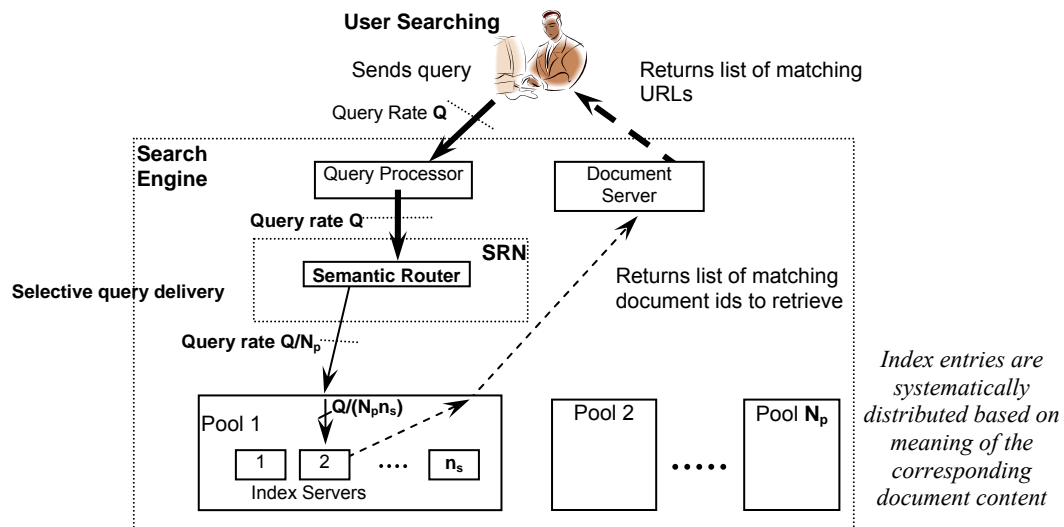 User Searching
Sends query
Returns list of matching
URLs
Query Rate Q
Search
Engine
Query Processor
Document
Server
Query rate Q
SRN
Semantic Router
Selective query delivery
Returns list of matching
document ids to retrieve
Query rate Q/Np
Q/(Npns)
Pool 1
1
2
....
ns
Index Servers
Pool 2
.....
Pool Np
Index entries are
systematically
distributed based on
meaning of the
corresponding
document content